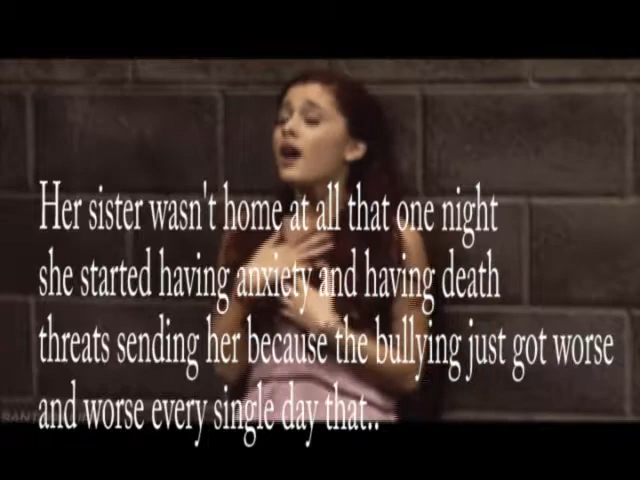 Her sister wasn't home at all that one night
she started having anxiety and having death
threats sending her because the bullying just got worse
and worse every single day that..